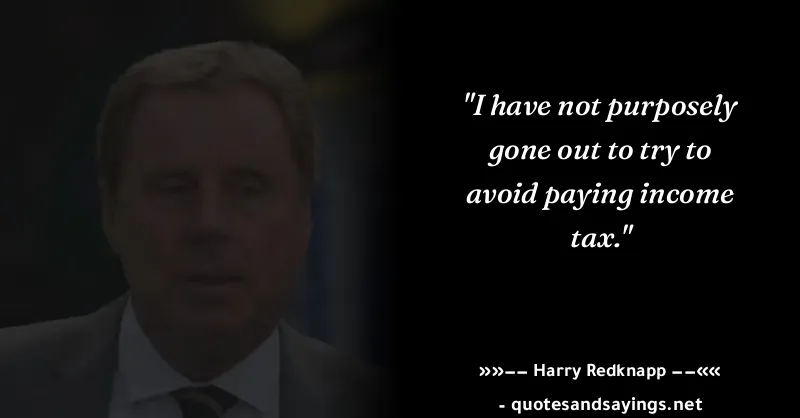 "I have not purposely
gone out to try to
avoid paying income
tax."
»»−− Harry Redknapp −−««
- quotesandsayings.net